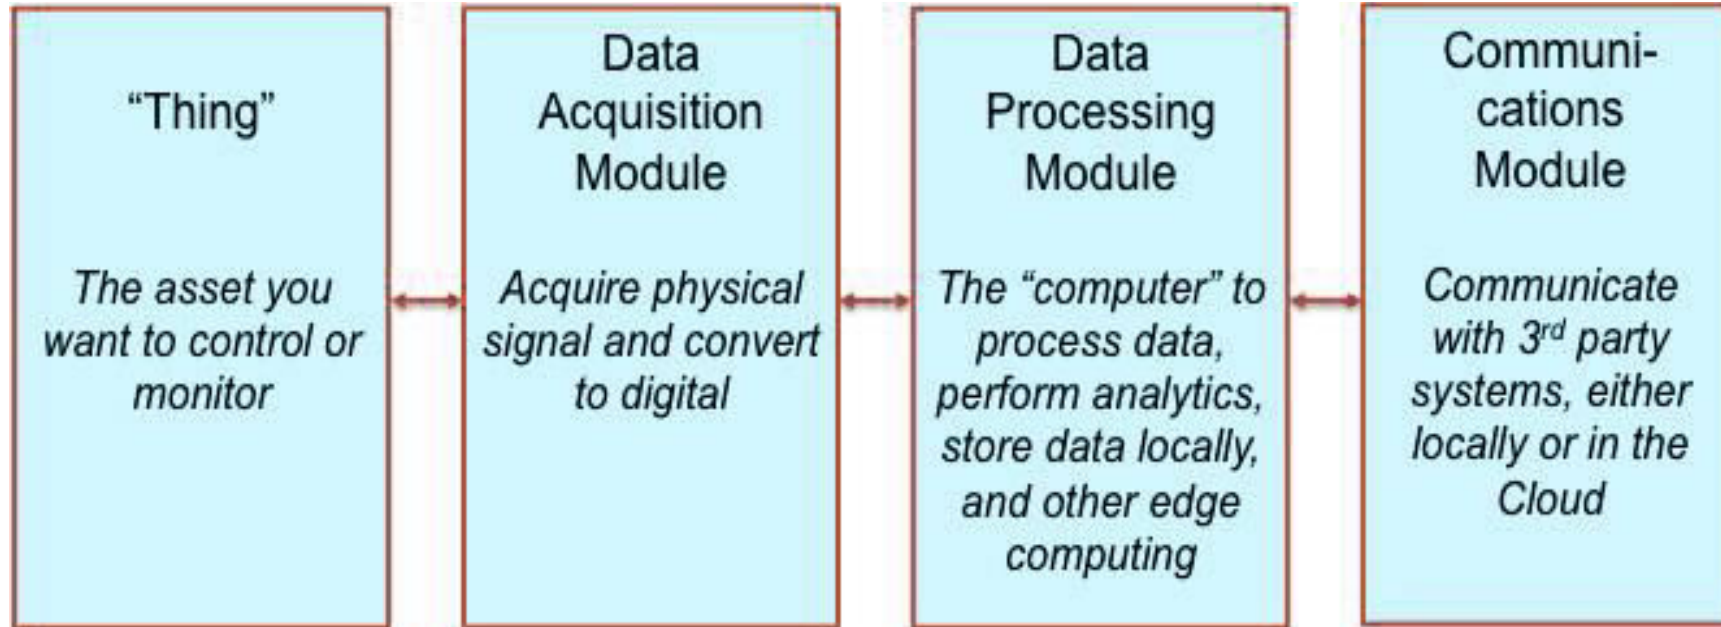 “Thing”
The asset you
want to control or
monitor
Data
Acquisition
Module
Acquire physical
signal and convert
to digital
Data
Processing
Module
The “computer” to
process data,
perform analytics,
store data locally,
and other edge
computing
Communi-
cations
Module
Communicate
with 3rd party
systems, either
locally or in the
Cloud